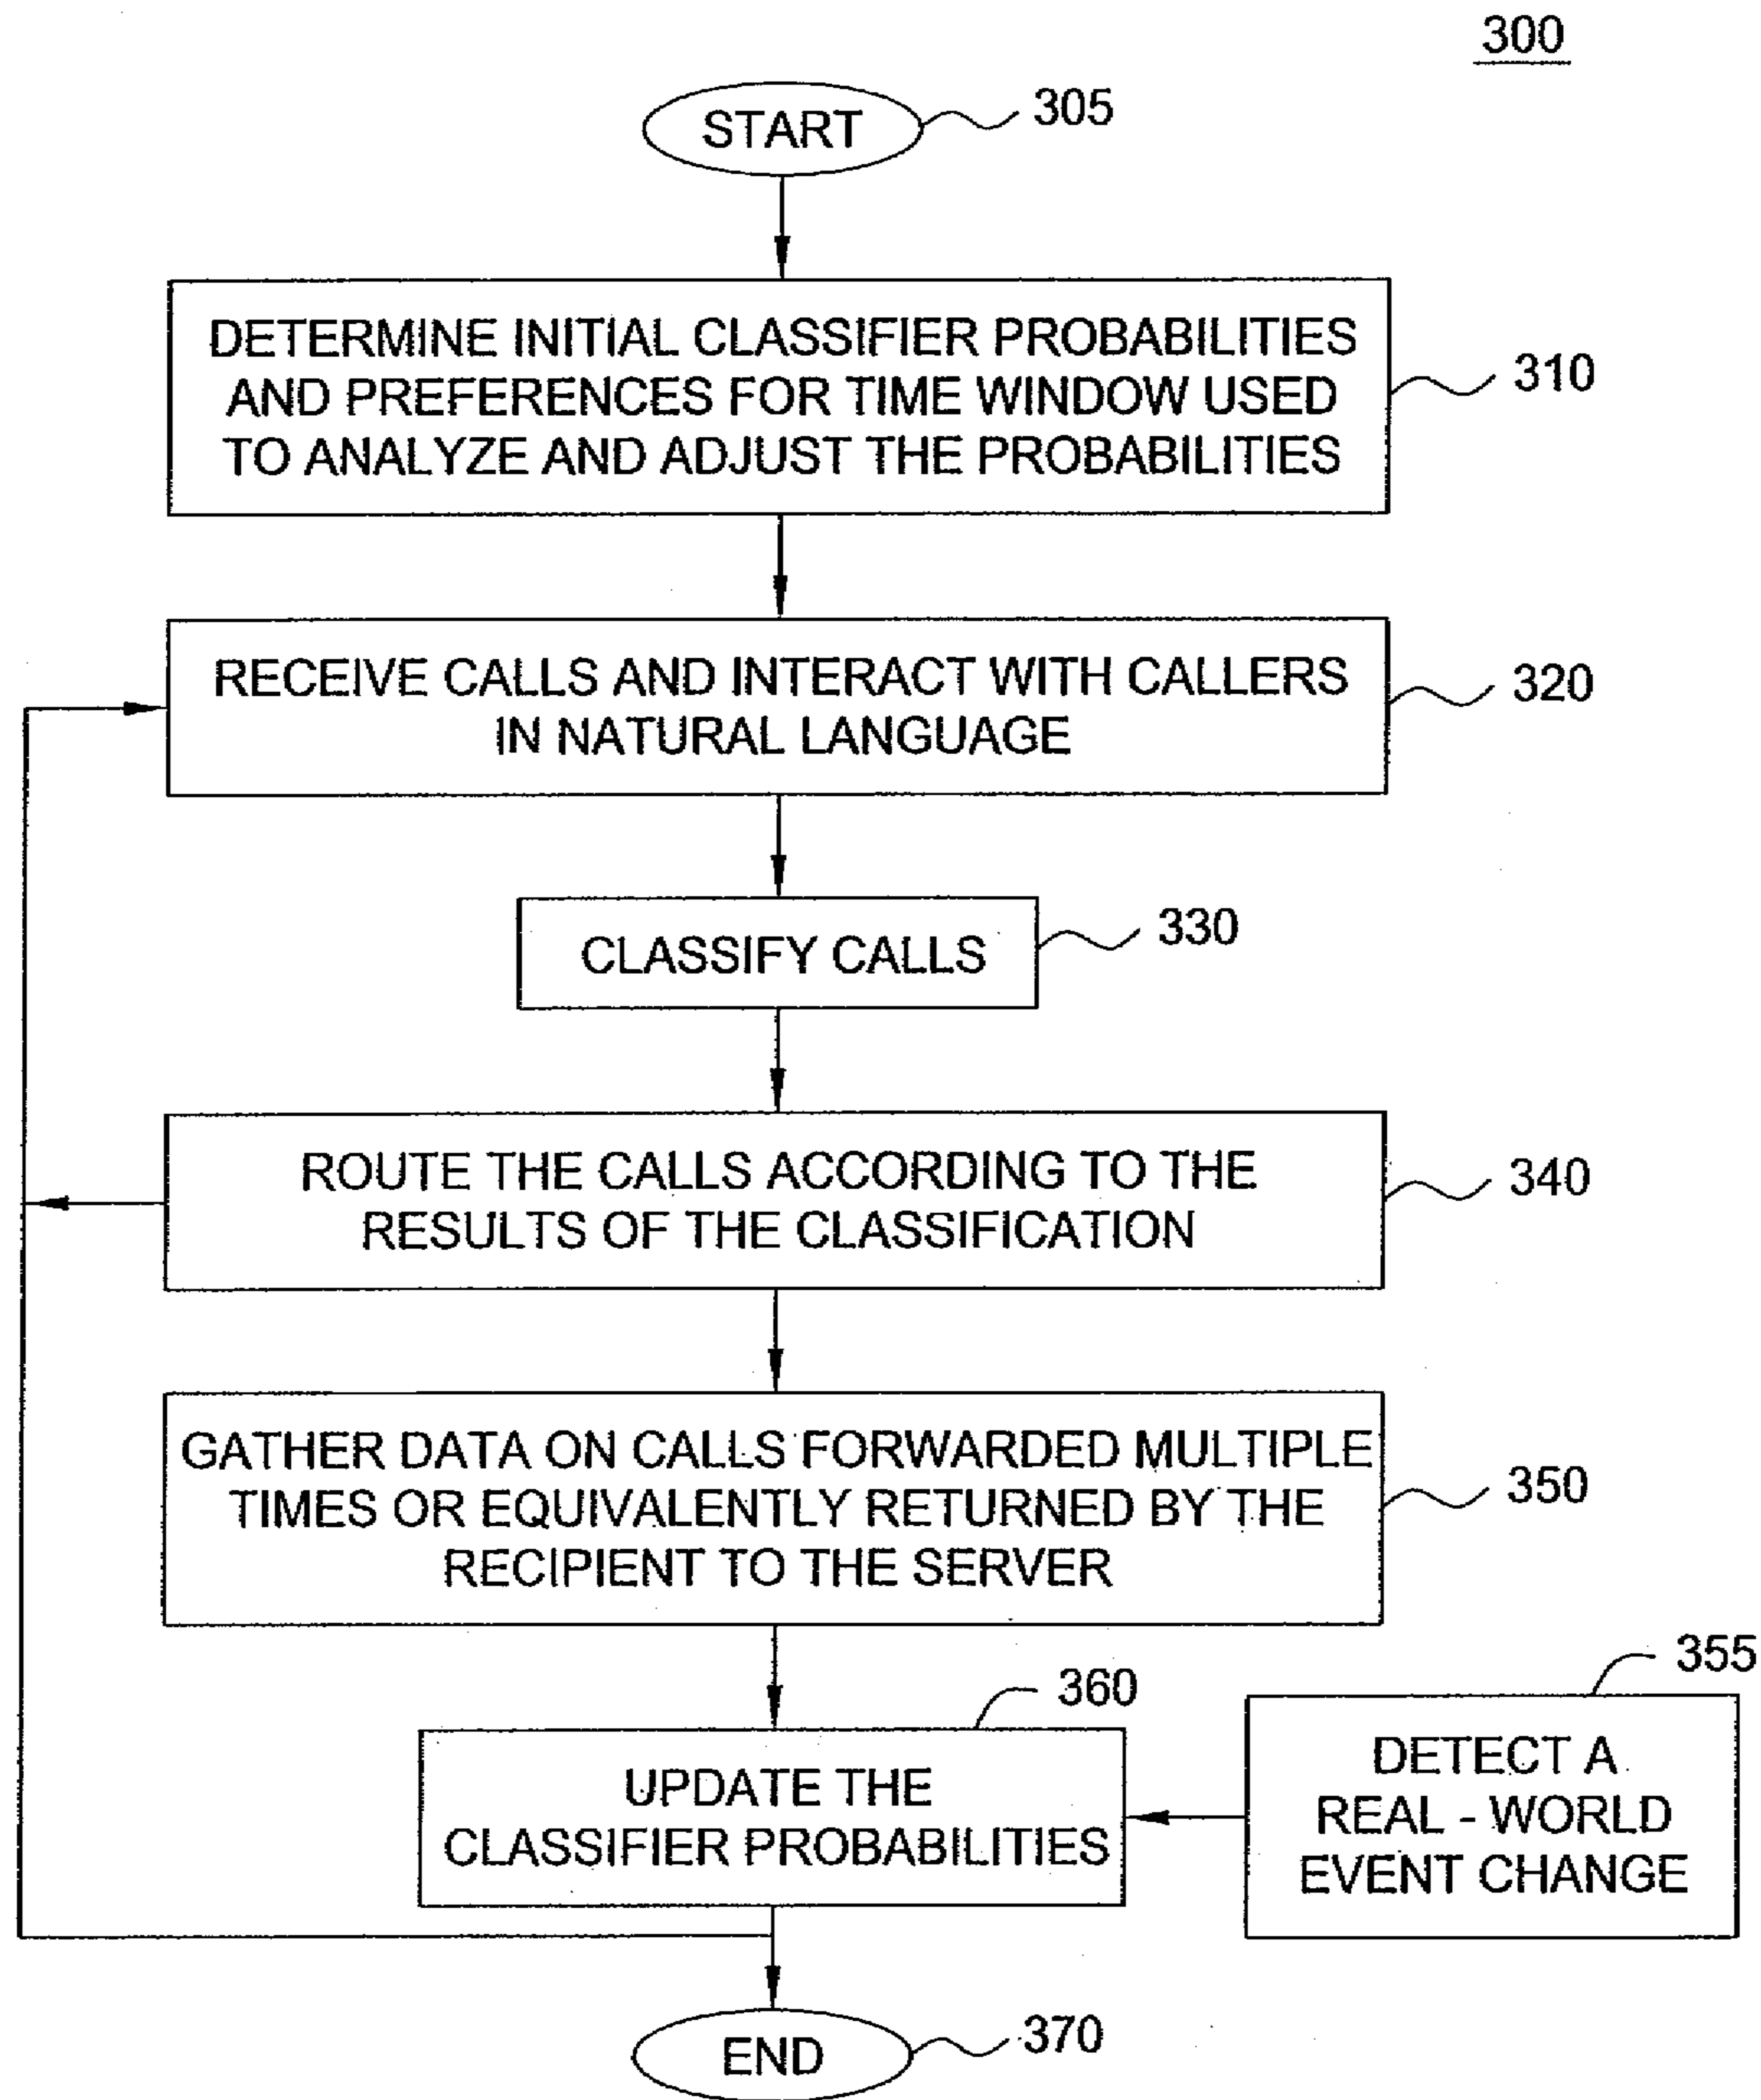 300
START
305
DETERMINE INITIAL CLASSIFIER PROBABILITIES
AND PREFERENCES FOR TIME WINDOW USED
TO ANALYZE AND ADJUST THE PROBABILITIES
310
RECEIVE CALLS AND INTERACT WITH CALLERS
IN NATURAL LANGUAGE
320
CLASSIFY CALLS
330
ROUTE THE CALLS ACCORDING TO THE
RESULTS OF THE CLASSIFICATION
340
GATHER DATA ON CALLS FORWARDED MULTIPLE
TIMES OR EQUIVALENTLY RETURNED BY THE
RECIPIENT TO THE SERVER
350
355
360
UPDATE THE
CLASSIFIER PROBABILITIES
DETECT A
REAL - WORLD
EVENT CHANGE
END
370